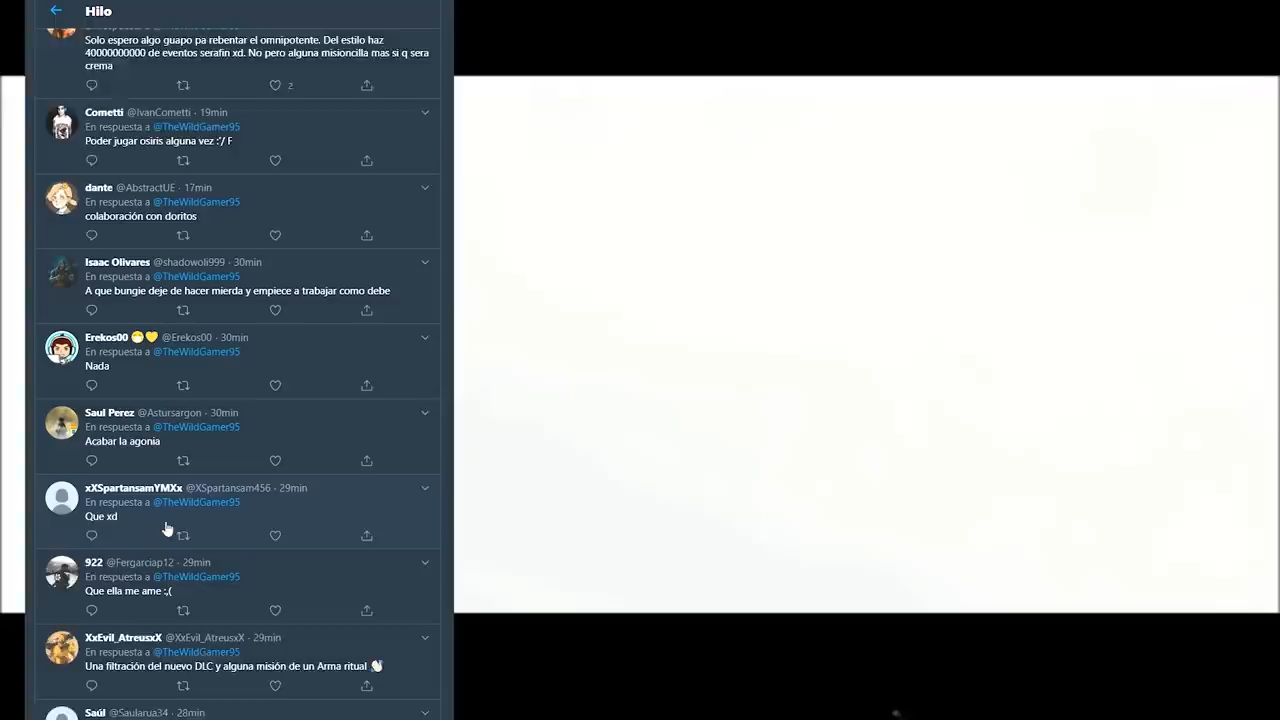 Hilo
Solo espero algo guapo pa rebentar el omnipotente. Del estilo haz
40000000000 de eventos serafin xd. No pero alguna misioncilla mas si q sera
crema
2
Cometti @IvanCometti · 19min
En respuesta a @TheWildGamer95
Poder jugar osiris alguna vez :'/ F
dante @AbstractUE · 17min
En respuesta a @TheWildGamer95
colaboración con doritos
Isaac Olivares @shadowoli999 · 30min
En respuesta a @TheWildGamer95
A que bungie deje de hacer mierda y empiece a trabajar como debe
Erekos00 😷💛 @Erekos00 · 30min
En respuesta a @TheWildGamer95
Nada
Saul Perez @Astursargon · 30min
En respuesta a @TheWildGamer95
Acabar la agonia
xXSpartansamYMXx @XSpartansam456 · 29min
En respuesta a @TheWildGamer95
Que xd
922 @Fergarciap12 · 29min
En respuesta a @TheWildGamer95
Que ella me ame :,(
XxEvil_AtreusxX @XxEvil_AtreusxX · 29min
En respuesta a @TheWildGamer95
Una filtración del nuevo DLC y alguna misión de un Arma ritual 👏🏻
Saúl @Saularua34 · 28min